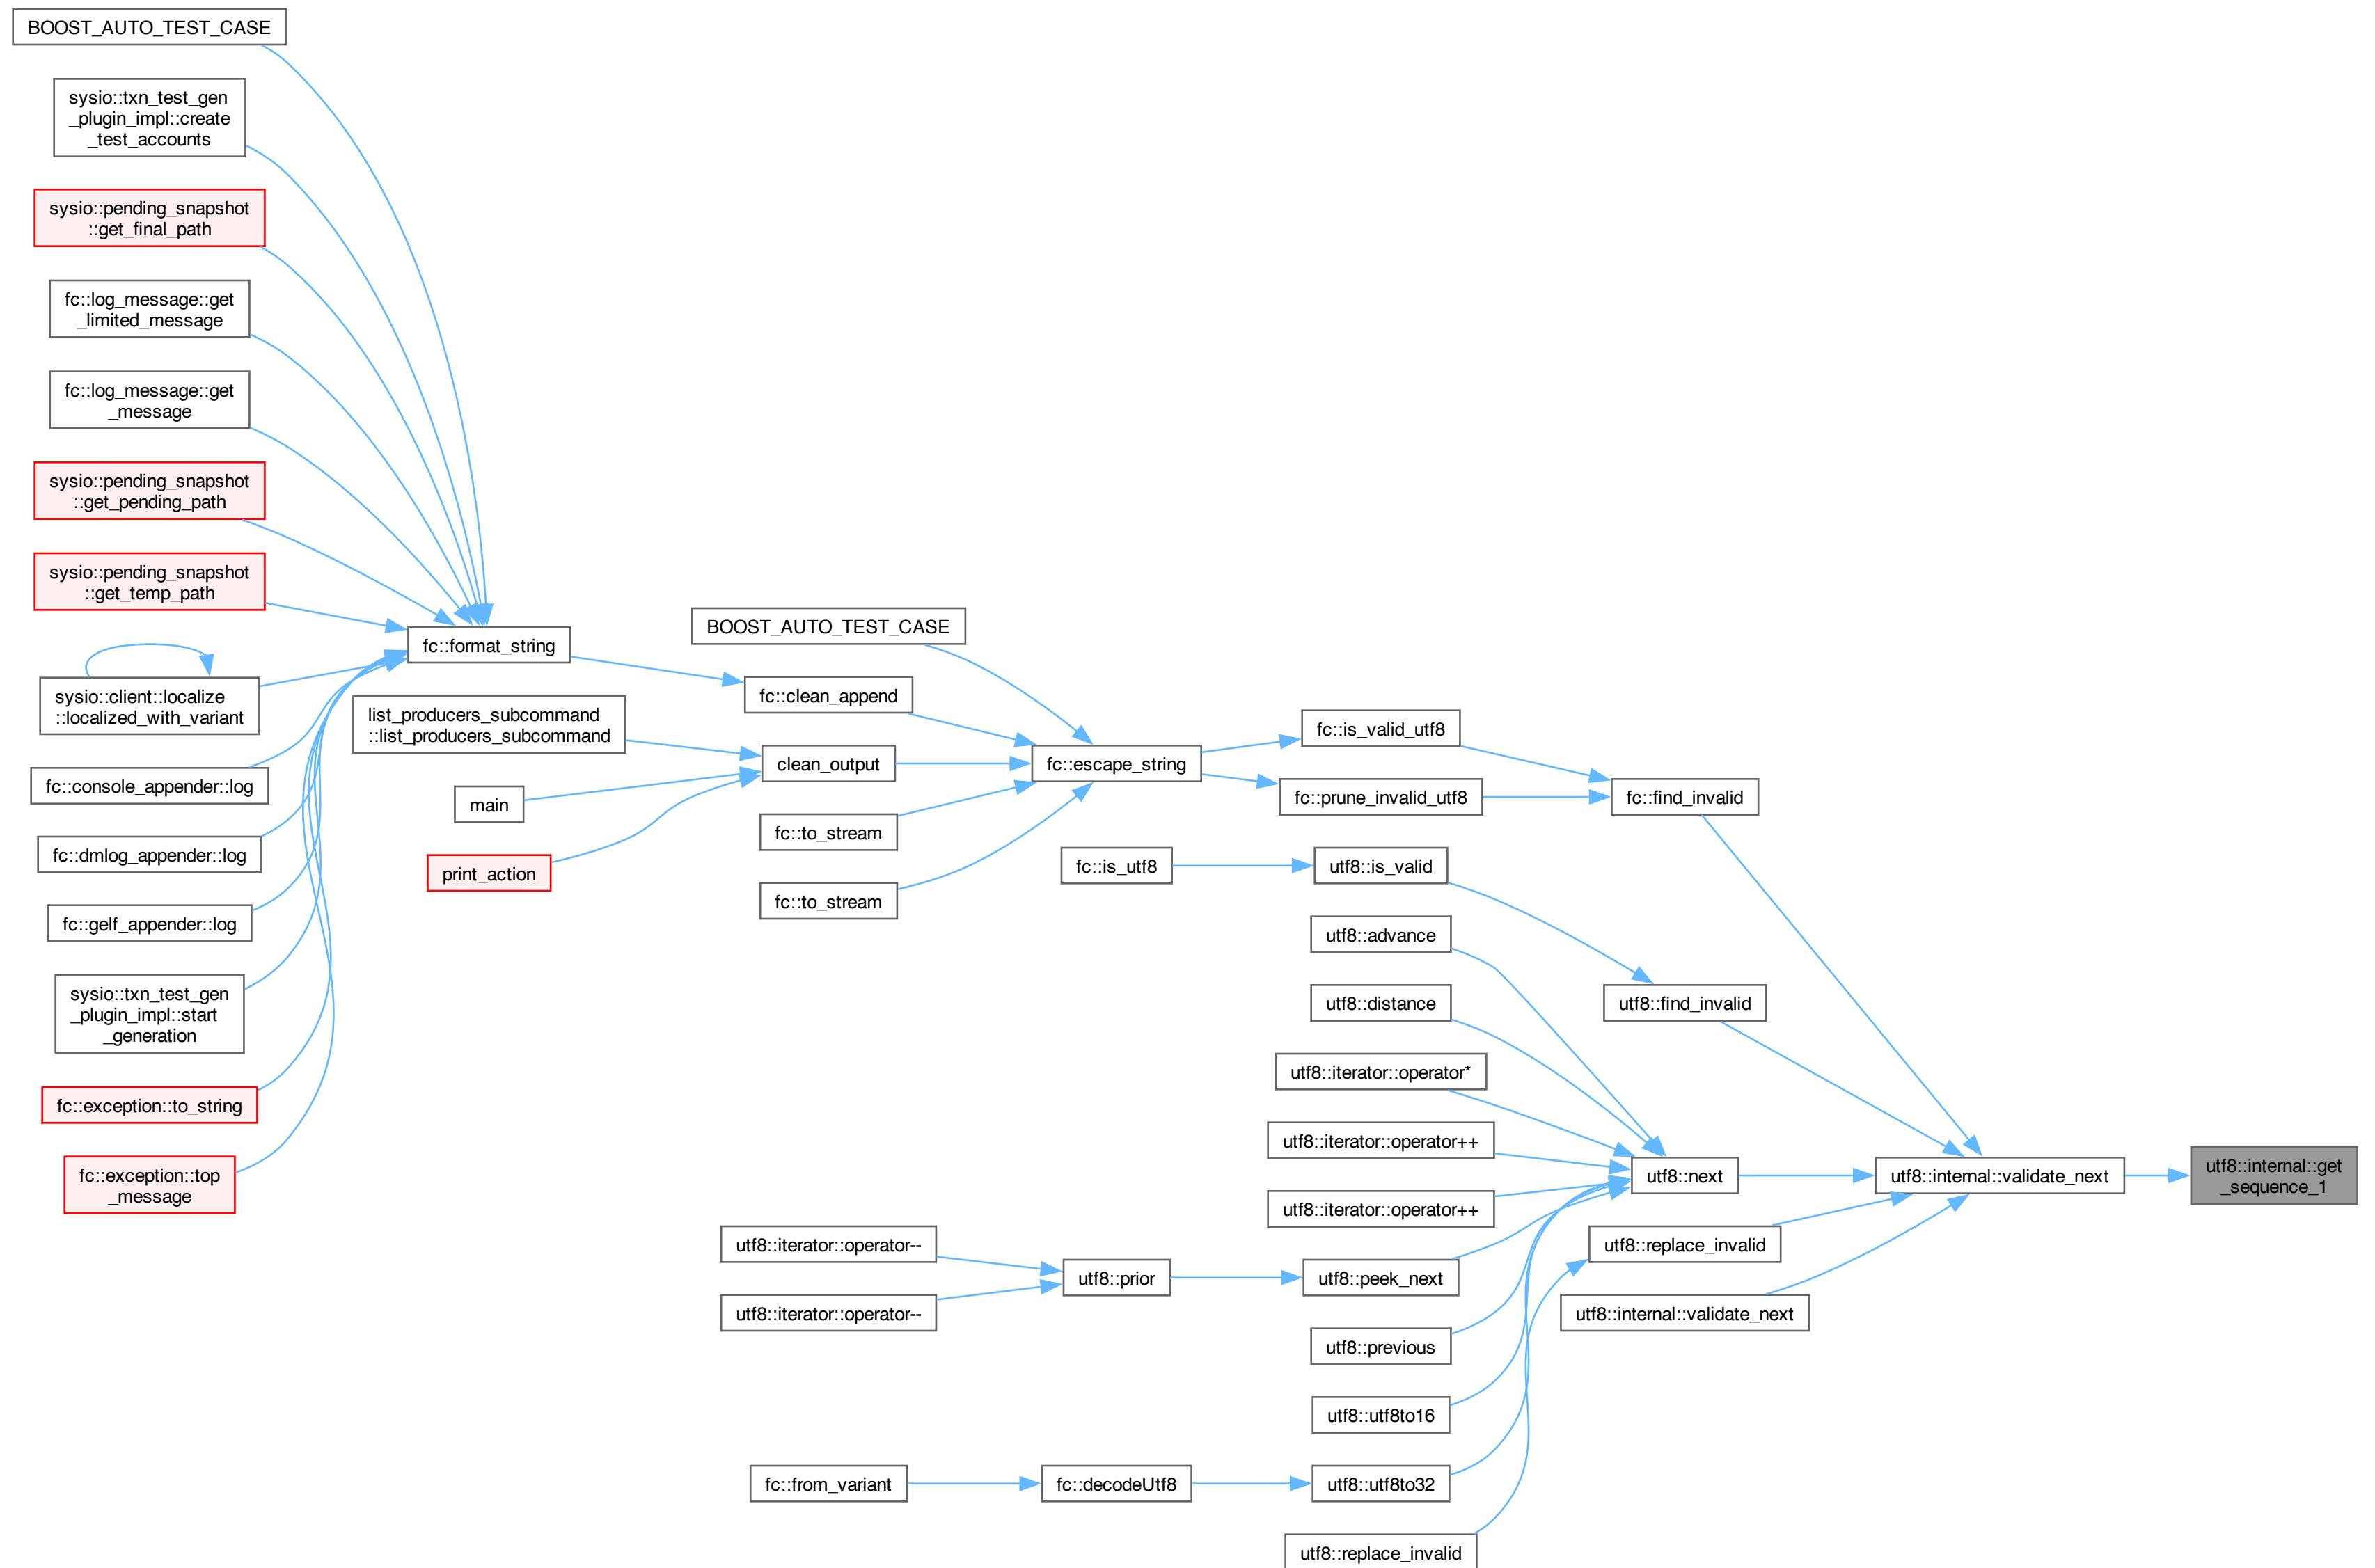 BOOST_AUTO_TEST_CASE
sysio::txn_test_gen
_plugin_impl::create
_test_accounts
sysio::pending_snapshot
::get_final_path
fc::log_message::get
_limited_message
fc::log_message::get
_message
sysio::pending_snapshot
::get_pending_path
sysio::pending_snapshot
::get_temp_path
sysio::client::localize
::localized_with_variant
fc::console_appender::log
fc::dmlog_appender::log
fc::gelf_appender::log
sysio::txn_test_gen
_plugin_impl::start
_generation
fc::exception::to_string
fc::exception::top
_message
fc::format_string
list_producers_subcommand
::list_producers_subcommand
main
print_action
BOOST_AUTO_TEST_CASE
fc::clean_append
clean_output
fc::to_stream
fc::to_stream
utf8::iterator::operator--
utf8::iterator::operator--
fc::from_variant
fc::escape_string
fc::is_utf8
utf8::prior
fc::decodeUtf8
fc::is_valid_utf8
fc::prune_invalid_utf8
utf8::is_valid
utf8::advance
utf8::distance
utf8::iterator::operator*
utf8::iterator::operator++
utf8::iterator::operator++
utf8::peek_next
utf8::previous
utf8::utf8to16
utf8::utf8to32
utf8::replace_invalid
fc::find_invalid
utf8::find_invalid
utf8::next
utf8::replace_invalid
utf8::internal::validate_next
utf8::internal::validate_next
utf8::internal::get
_sequence_1